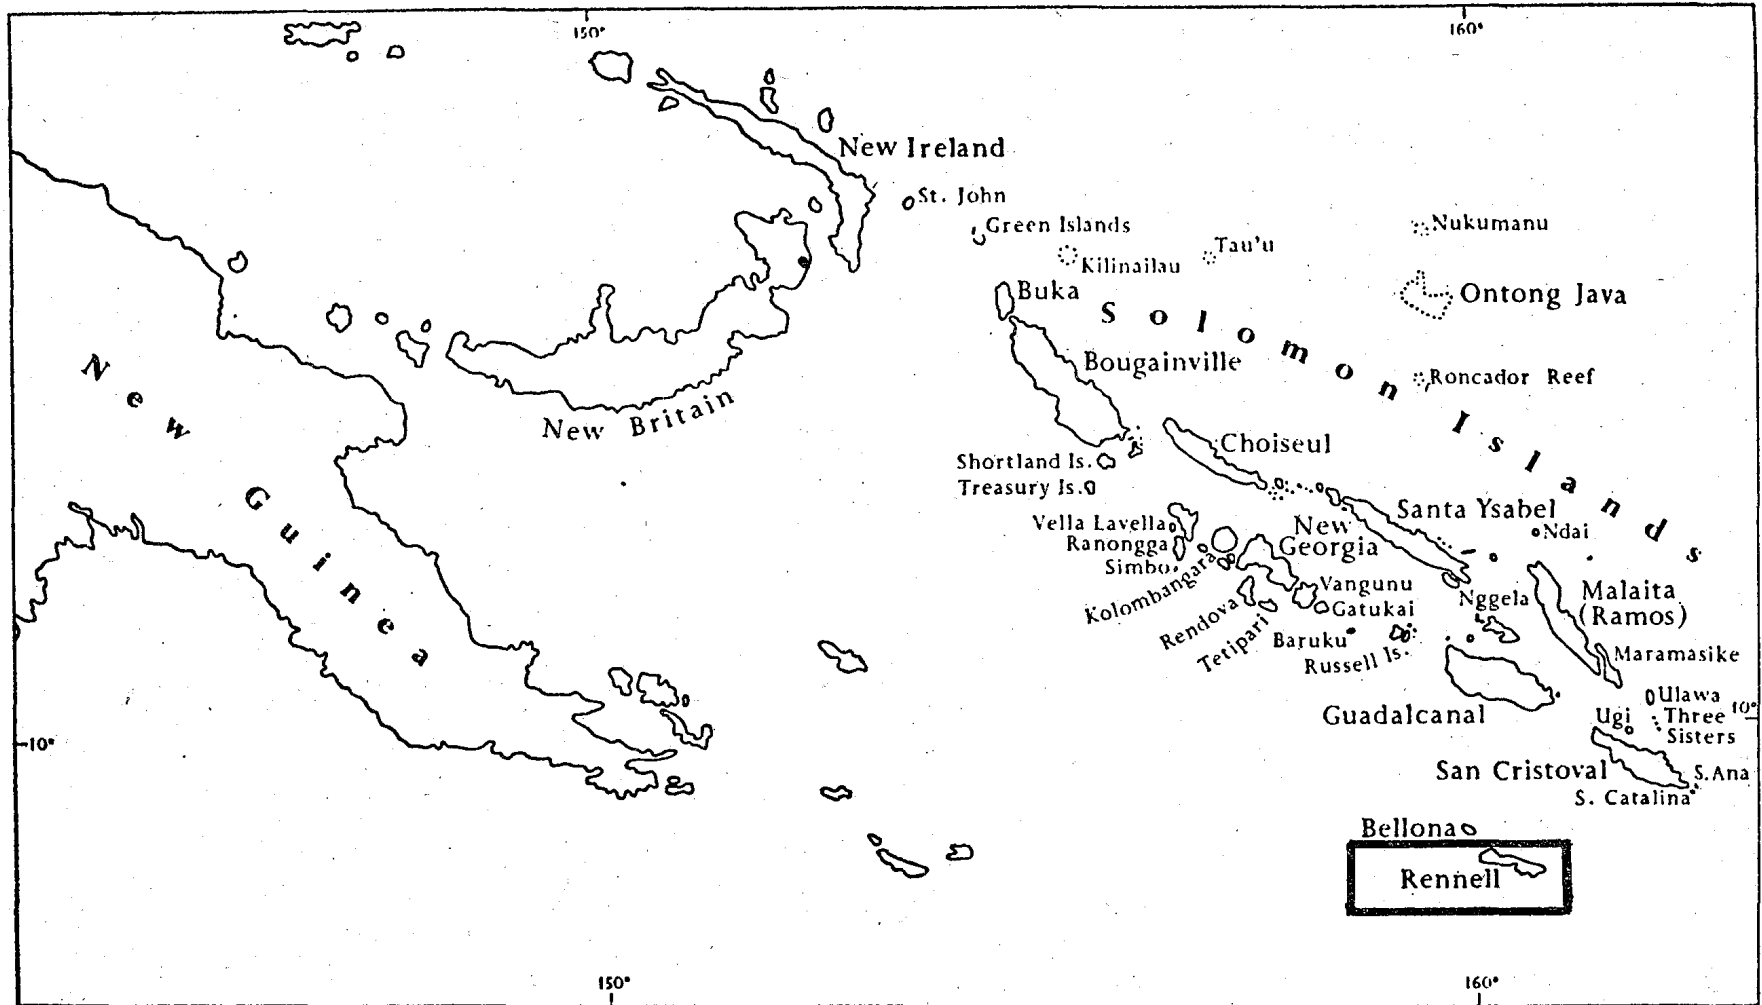 150°
160°
New Ireland
St. John
Green Islands
Nukumanu
Tau'u
Kilinailau
Buka
Ontong Java
Solomon Islands
Bougainville
Roncador Reef
New Britain
New Guinea
Choiseul
Shortland Is.
Treasury Is.
Santa Ysabel
Vella Lavella
New
Georgia
Ndai
Ranongga
Simbo
Kolombangara
Vangunu
Malaita
(Ramos)
Nggela
Gatukai
Rendova
Tetipari
Baruku
Russell Is.
Maramasike
Ulawa
Guadalcanal
Ugi
Three
Sisters
10°
10°
San Cristoval
S. Ana
S. Catalina
Bellona
Rennell
150°
160°